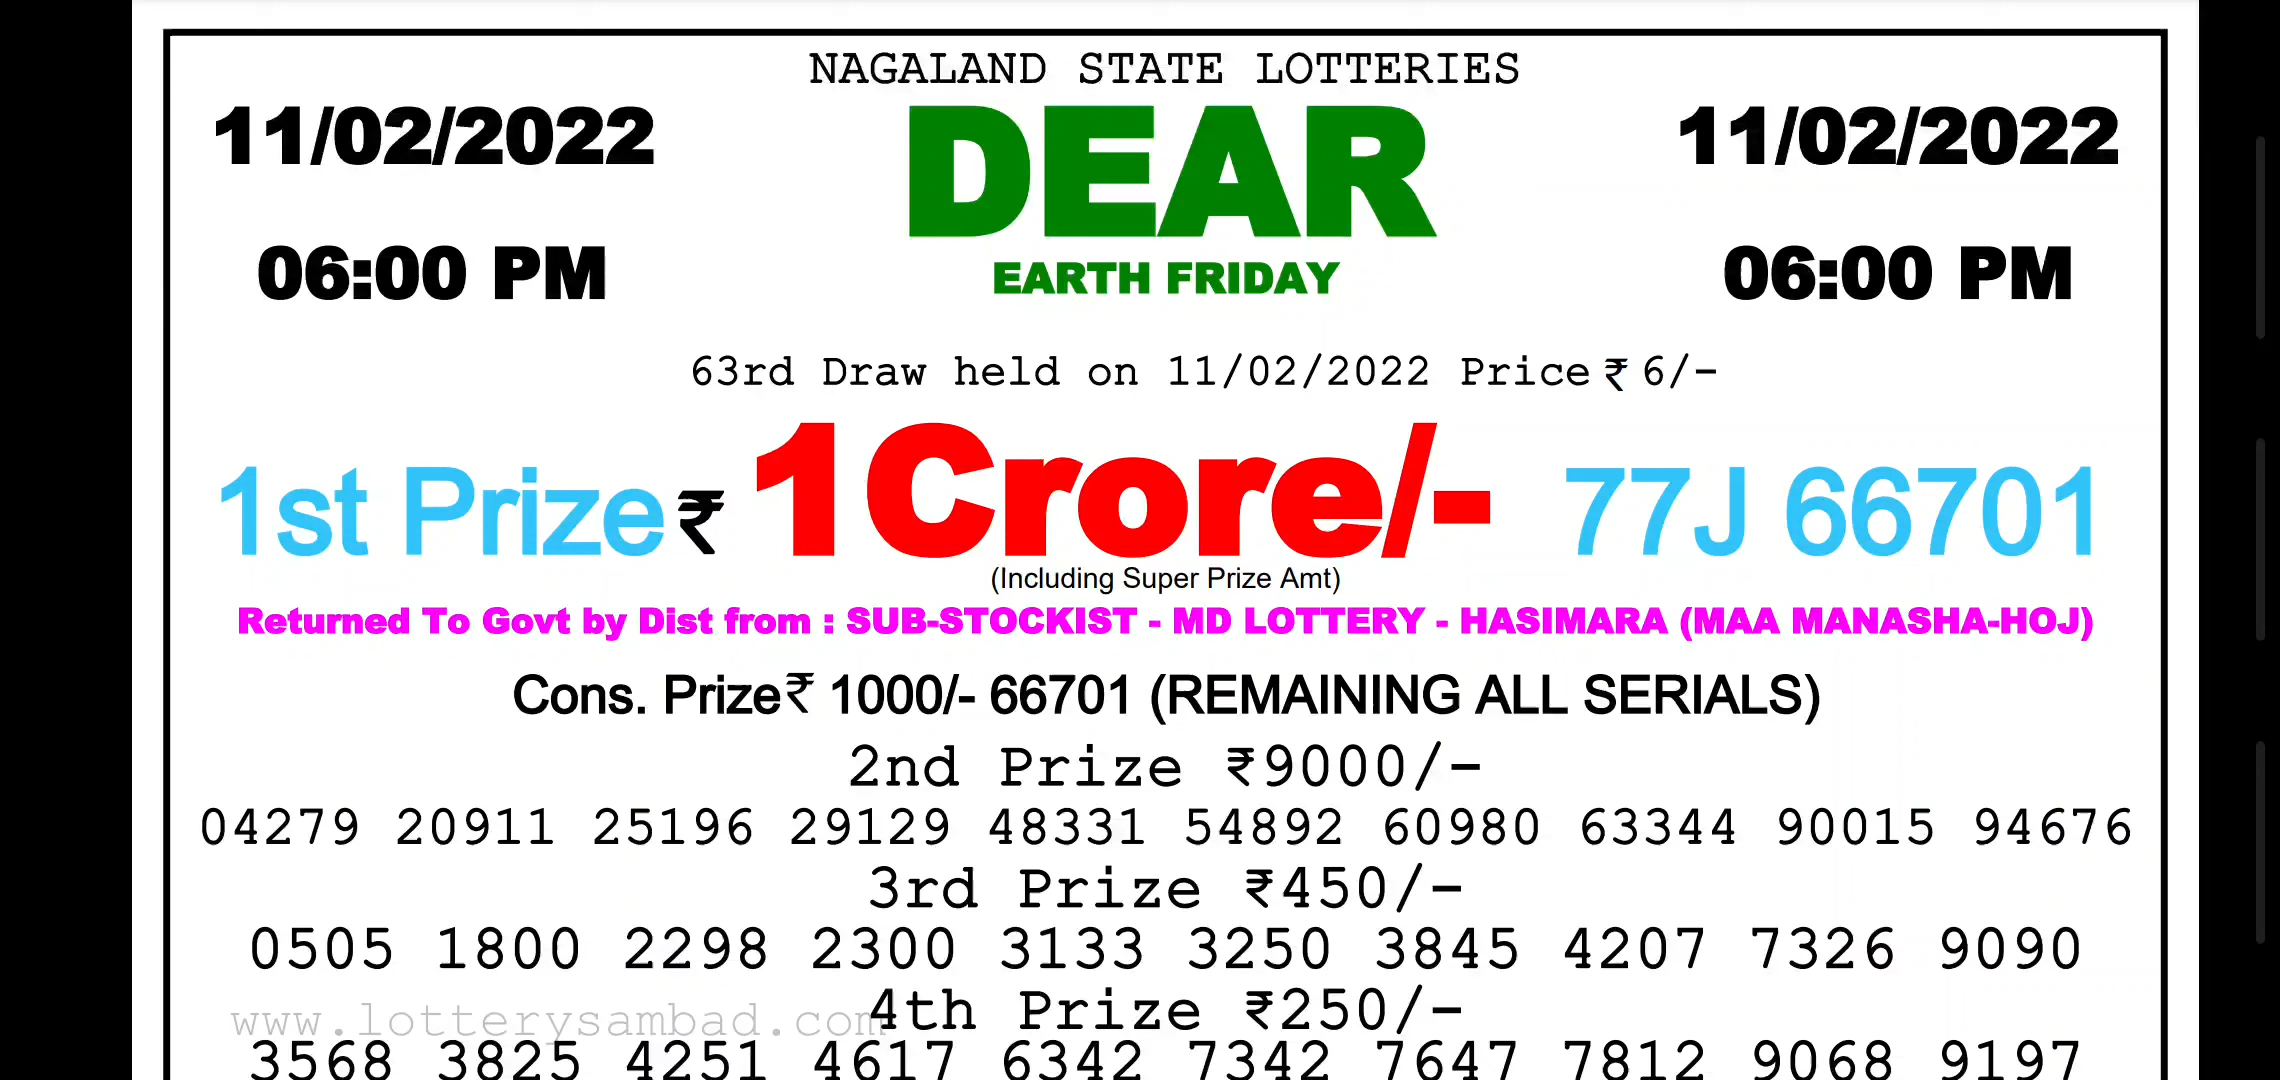 NAGALAND STATE LOTTERIES
11/02/2022 DEAR 11/02/2022
06:00 PM EARTH FRIDAY 06:00 PM
63rd Draw held on 11/02/2022 Price ₹ 6/-
1st Prize ₹ 1Crore/- 77J 66701
(Including Super Prize Amt)
Returned To Govt by Dist from : SUB-STOCKIST - MD LOTTERY - HASIMARA (MAA MANASHA-HOJ)
Cons. Prize ₹ 1000/- 66701 (REMAINING ALL SERIALS)
2nd Prize ₹9000/-
04279 20911 25196 29129 48331 54892 60980 63344 90015 94676
3rd Prize ₹450/-
0505 1800 2298 2300 3133 3250 3845 4207 7326 9090
www.lotterysambad.com
4th Prize ₹250/-
3568 3825 4251 4617 6342 7342 7647 7812 9068 9197